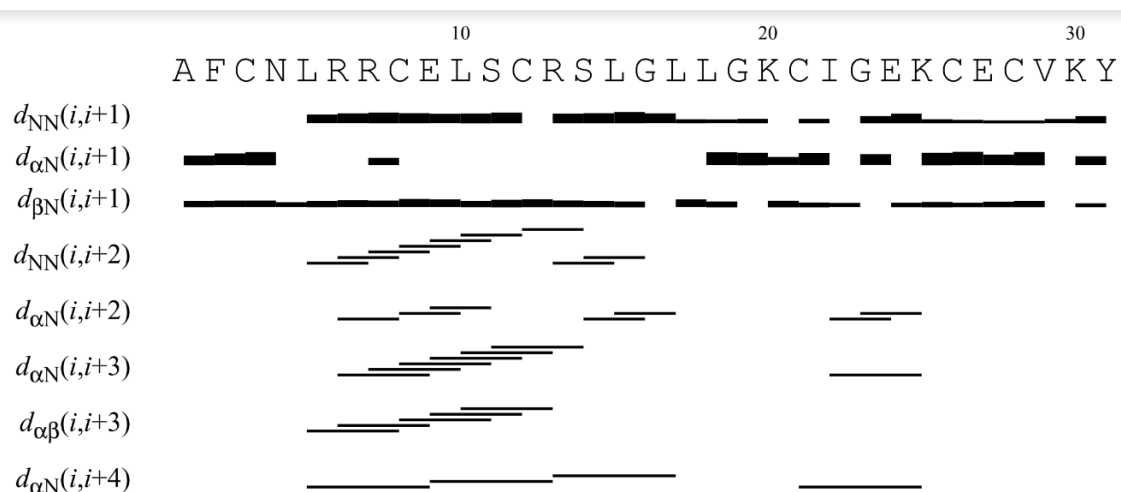 10 20 30
A F C N L R R C E L S C R S L G L L G K C I G E K C E C V K Y
dNN(i,i+1)
dαN(i,i+1)
dβN(i,i+1)
dNN(i,i+2)
dαN(i,i+2)
dαN(i,i+3)
dαβ(i,i+3)
dαN(i,i+4)